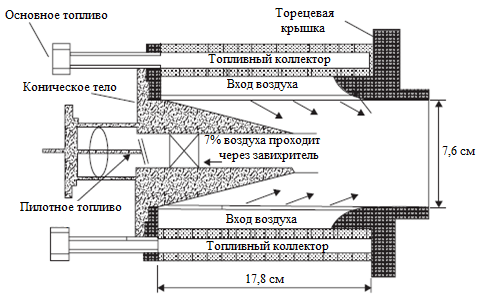 Основное топливо
Торецевая
крышка
Топливный коллектор
Коническое тело
Вход воздуха
7% воздуха проходит
через завихритель
7,6 см
Пилотное топливо
Вход воздуха
Топливный коллектор
17,8 см